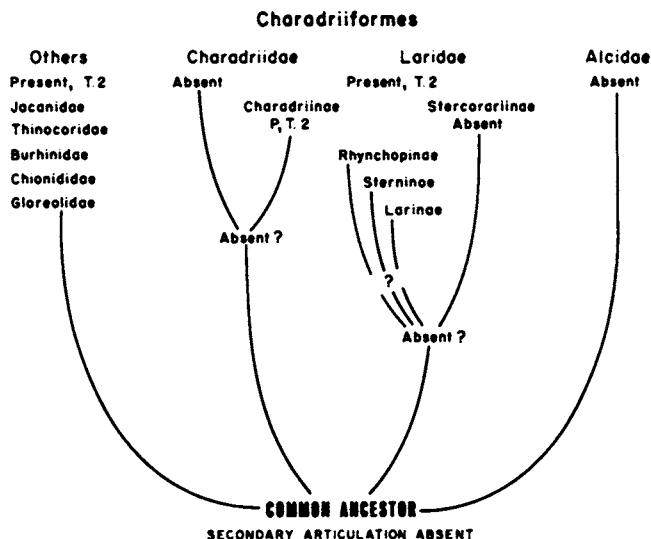 Charadriiformes
Others Charadriidae Laridae Alcidae
Present, T.2 Absent Present, T.2 Absent
Jacanidae
Thinocoridae
Burhinidae
Chionididae
Glareolidae
Charadriinae
P, T.2
Stercorariinae
Absent
Rhynchopinae
Sterninae
Larinae
Absent ?
?
Absent ?
COMMON ANCESTOR
SECONDARY ARTICULATION ABSENT